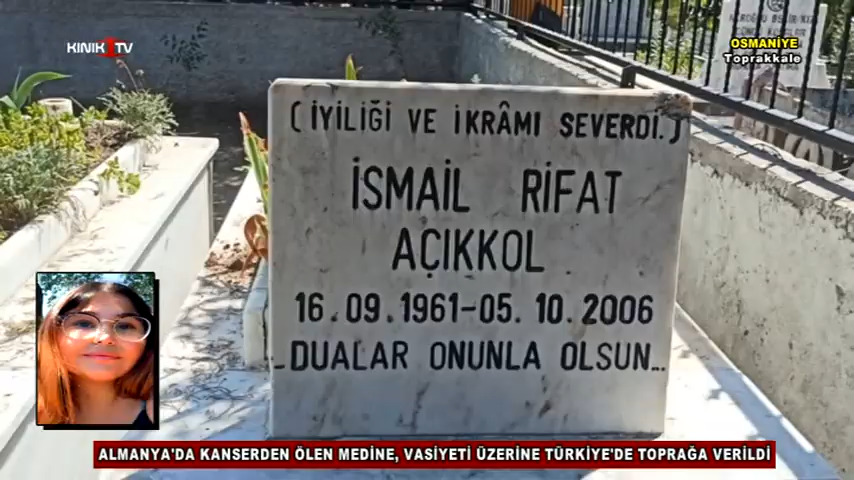 KINIK TV
OSMANİYE
Toprakkale
(İYİLİĞİ VE İKRÂMI SEVERDİ.)
İSMAİL RİFAT
AÇIKKOL
16.09.1961-05.10.2006
..DUALAR ONUNLA OLSUN...
ALMANYA'DA KANSERDEN ÖLEN MEDİNE, VASİYETİ ÜZERİNE TÜRKİYE'DE TOPRAĞA VERİLDİ